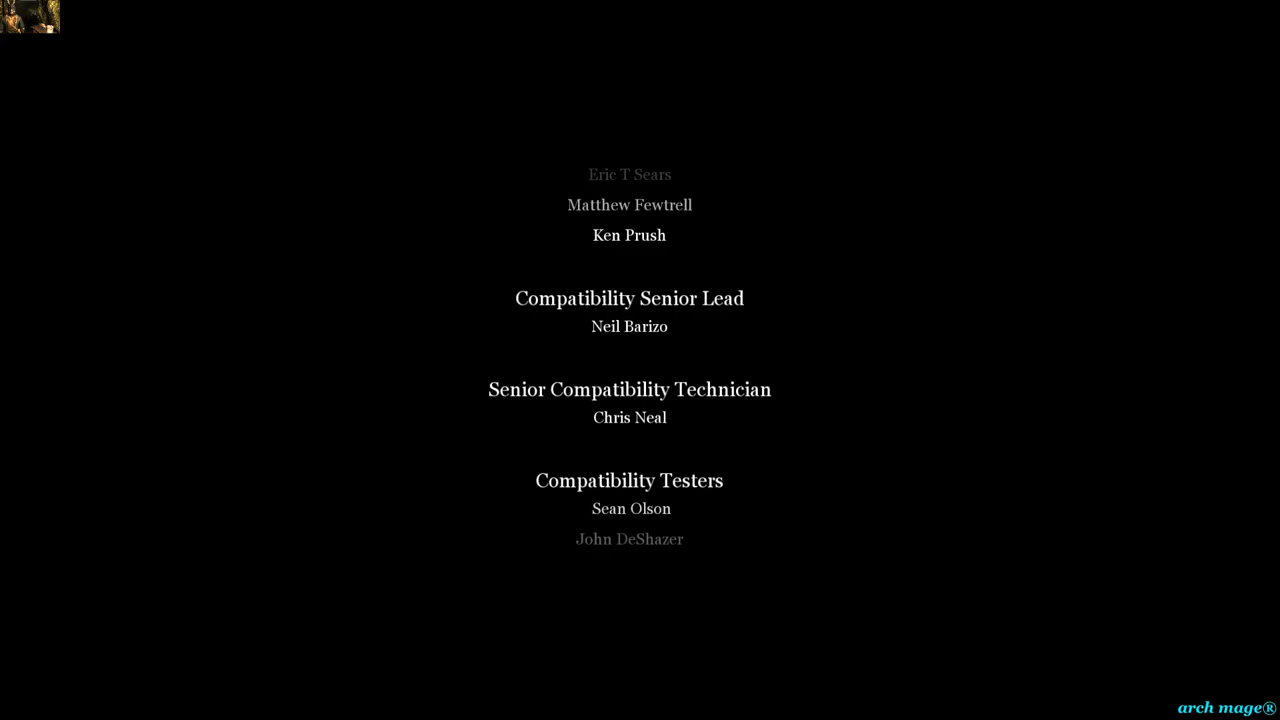 Eric T Sears
Matthew Fewtrell
Ken Prush
Compatibility Senior Lead
Neil Barizo
Senior Compatibility Technician
Chris Neal
Compatibility Testers
Sean Olson
John DeShazer
arch mage®